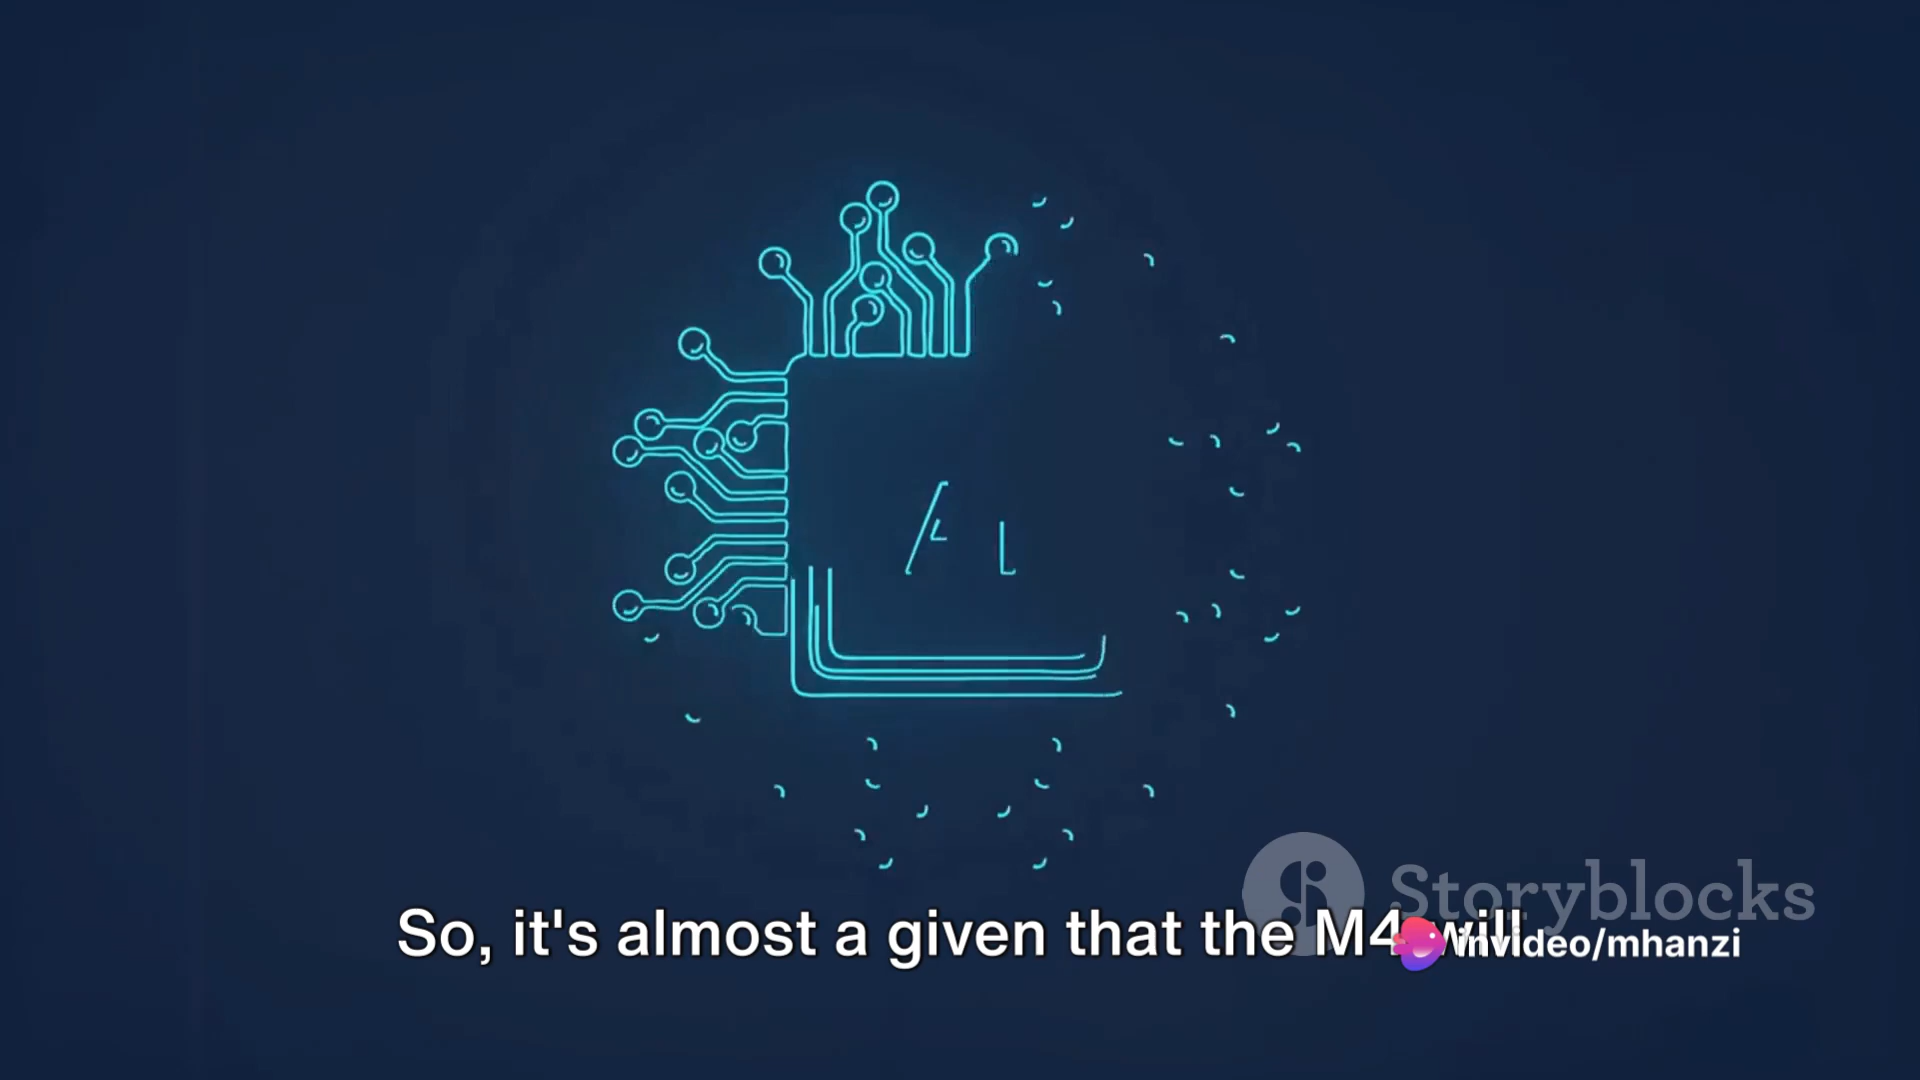 AI
Storyblocks
So, it's almost a given that the M4 will
invideo/mhanzi